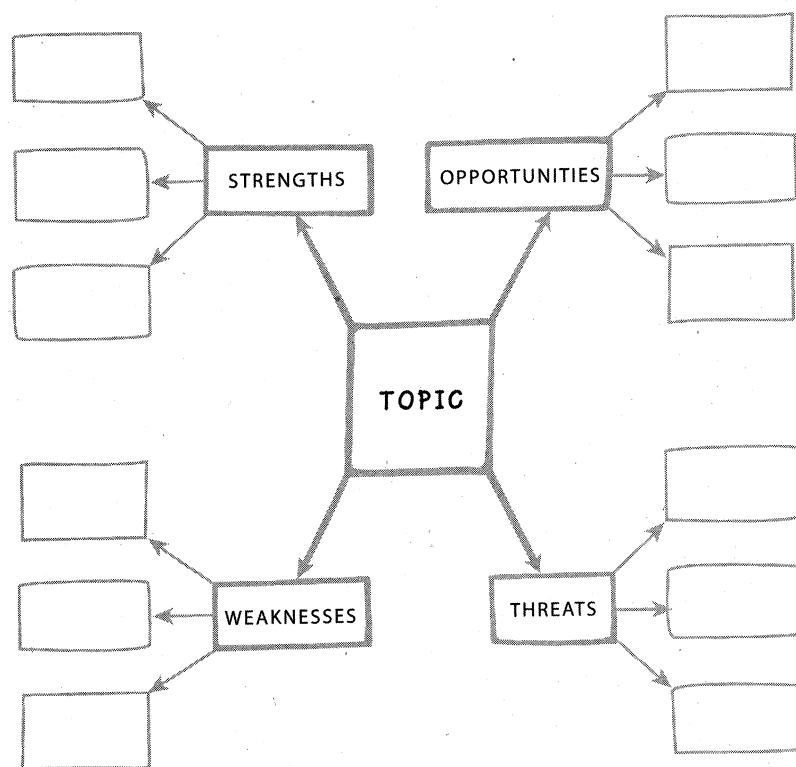 STRENGTHS
OPPORTUNITIES
TOPIC
WEAKNESSES
THREATS